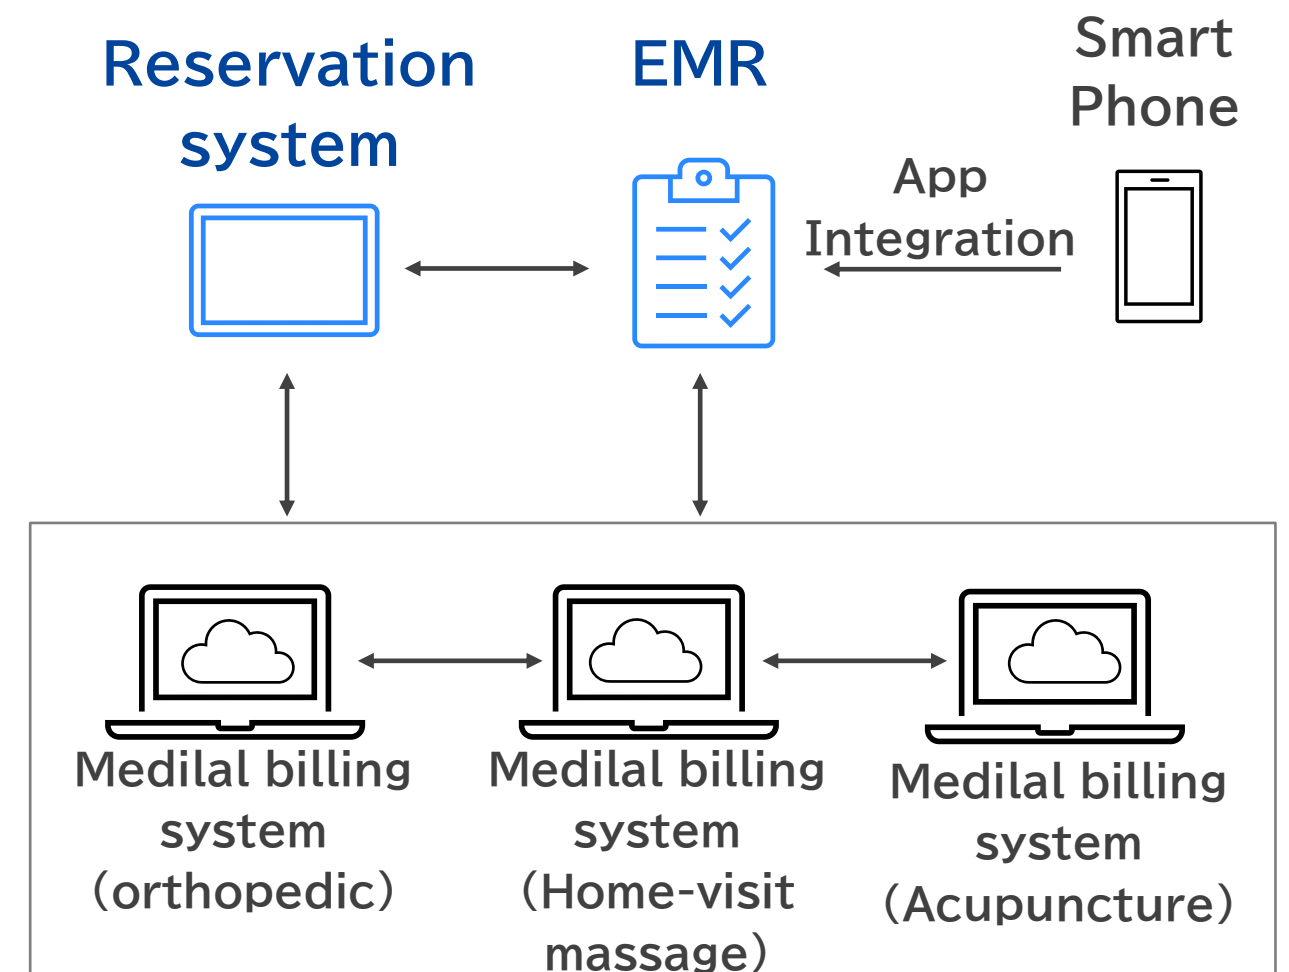 Reservation
system
EMR
Smart
Phone
App
Integration
Medilal billing
system
（orthopedic）
Medilal billing
system
（Home-visit
massage）
Medilal billing
system
（Acupuncture）